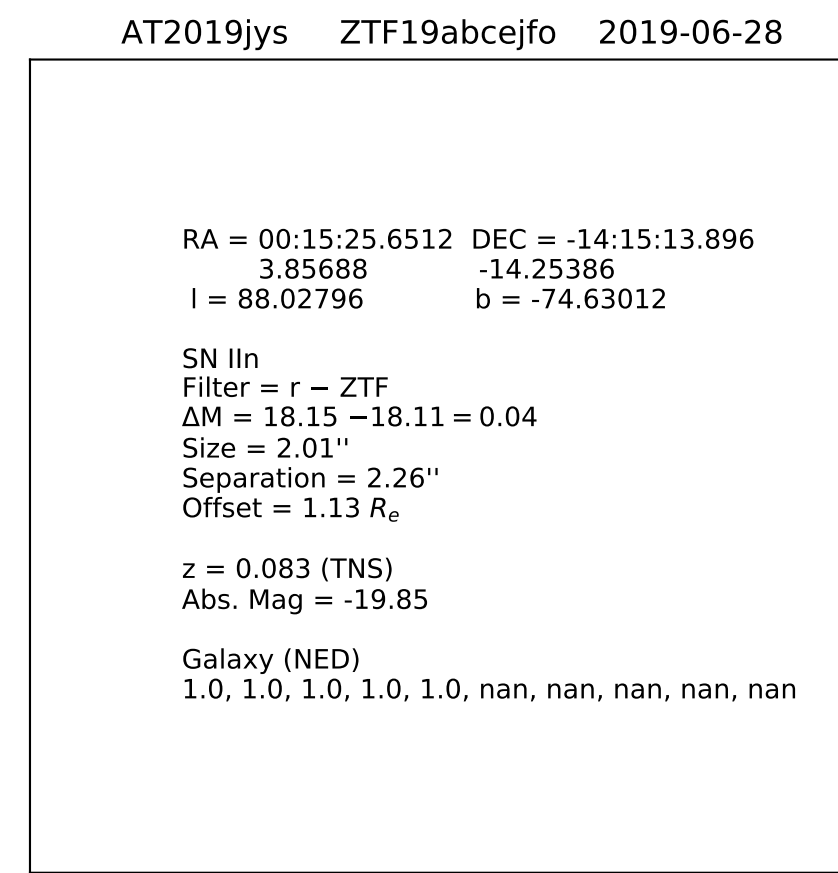 AT2019jys ZTF19abcejfo 2019-06-28
RA = 00:15:25.6512 DEC = -14:15:13.896
3.85688 -14.25386
l = 88.02796 b = -74.63012
SN IIn
Filter = r − ZTF
ΔM = 18.15 −18.11 = 0.04
Size = 2.01''
Separation = 2.26''
Offset = 1.13 Re
z = 0.083 (TNS)
Abs. Mag = -19.85
Galaxy (NED)
1.0, 1.0, 1.0, 1.0, 1.0, nan, nan, nan, nan, nan